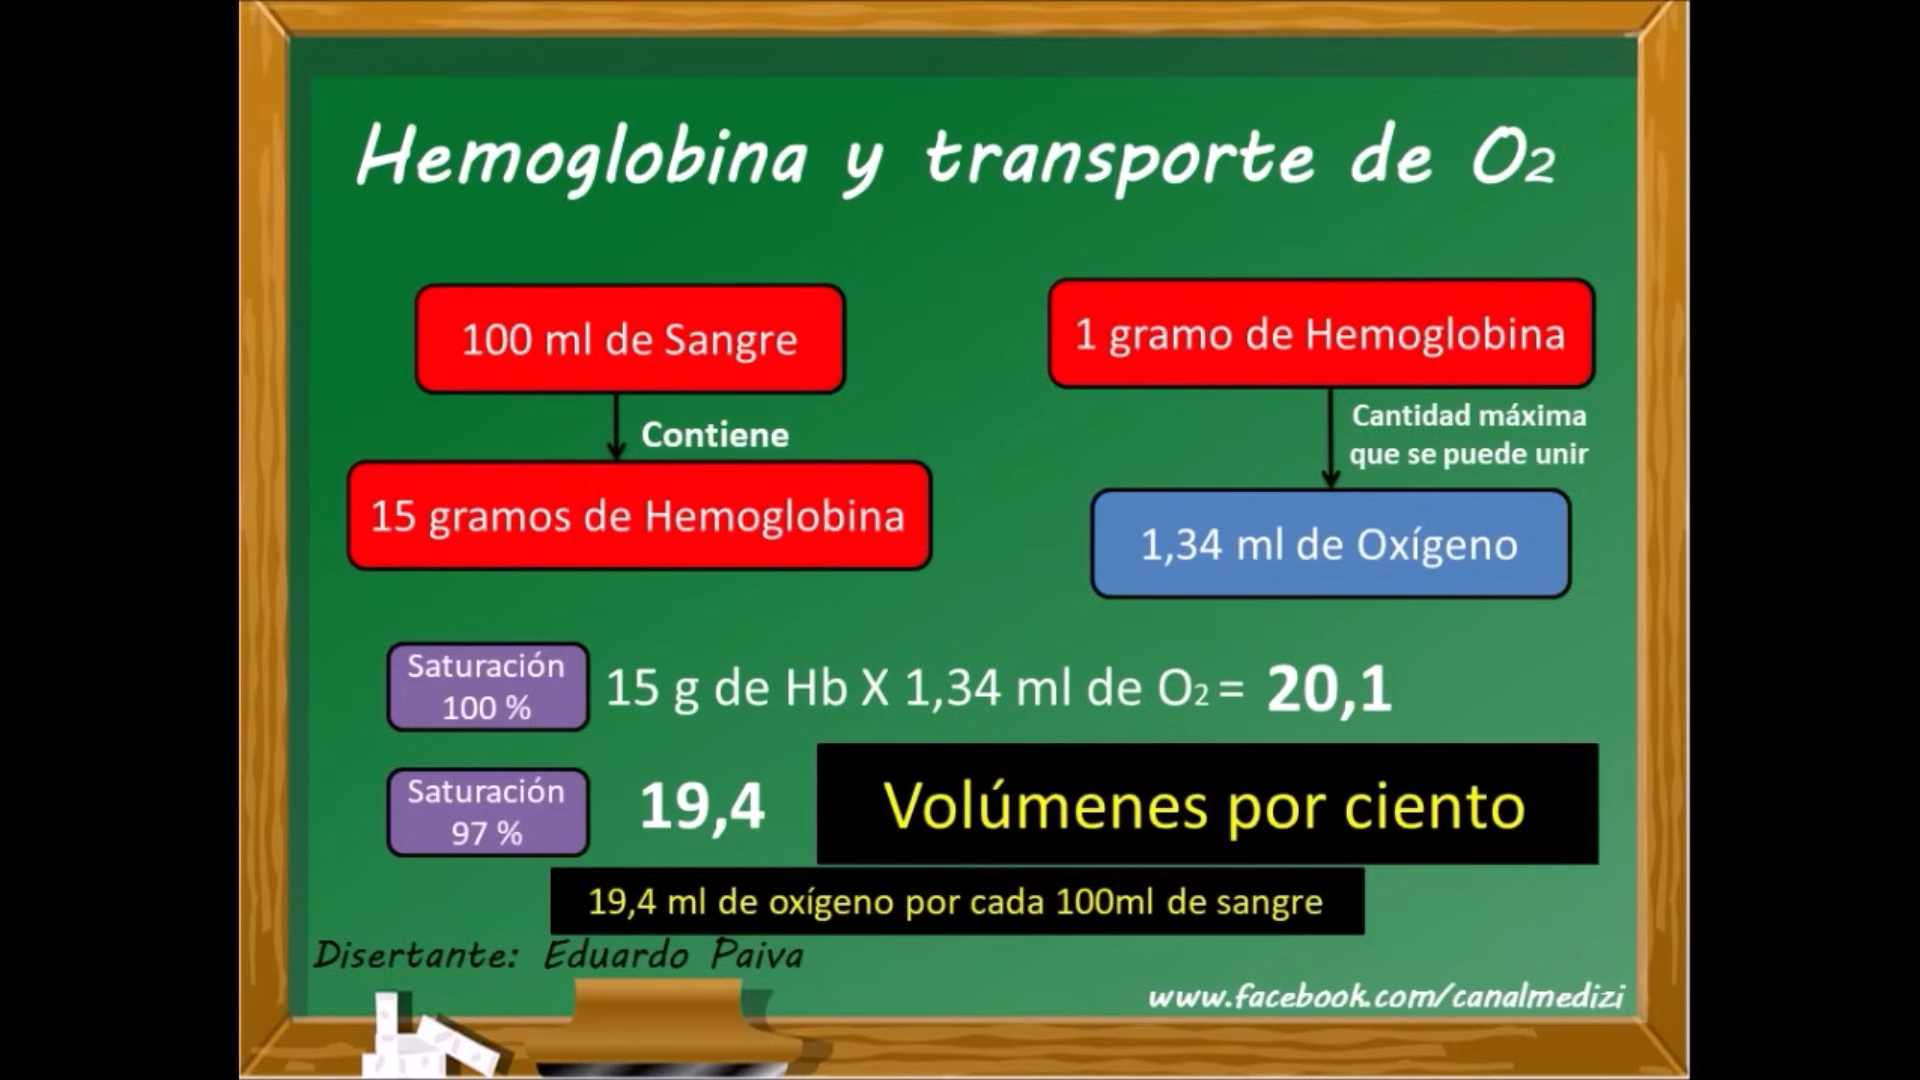 Hemoglobina y transporte de O2
100 ml de Sangre
Contiene
15 gramos de Hemoglobina
1 gramo de Hemoglobina
Cantidad máxima
que se puede unir
1,34 ml de Oxígeno
Saturación
100 %
15 g de Hb X 1,34 ml de O2 = 20,1
Saturación
97 %
19,4
Volúmenes por ciento
19,4 ml de oxígeno por cada 100ml de sangre
Disertante: Eduardo Paiva
www.facebook.com/canalmedizi